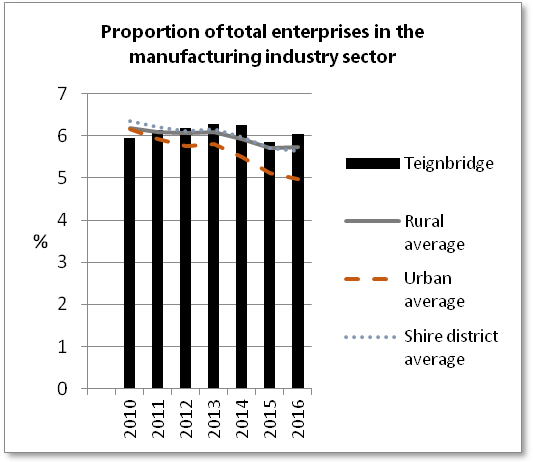 Proportion of total enterprises in the
manufacturing industry sector
7
6
5
4
3
2
1
0
%
2010
2011
2012
2013
2014
2015
2016
Teignbridge
Rural
average
Urban
average
Shire district
average